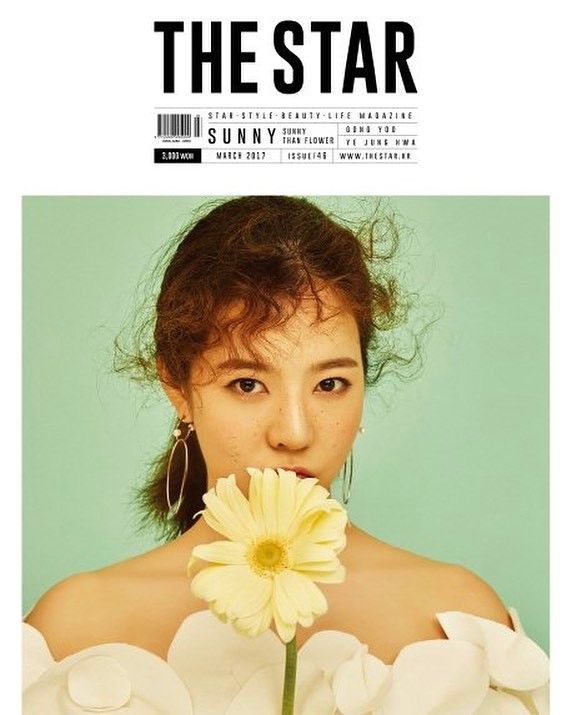 THE STAR
STAR·STYLE·BEAUTY·LIFE MAGAZINE
SUNNY
SUNNY
THAN FLOWER
GONG YOO
YE JUNG HWA
3,000 WON
MARCH 2017
ISSUE/46
WWW.THESTAR.KR